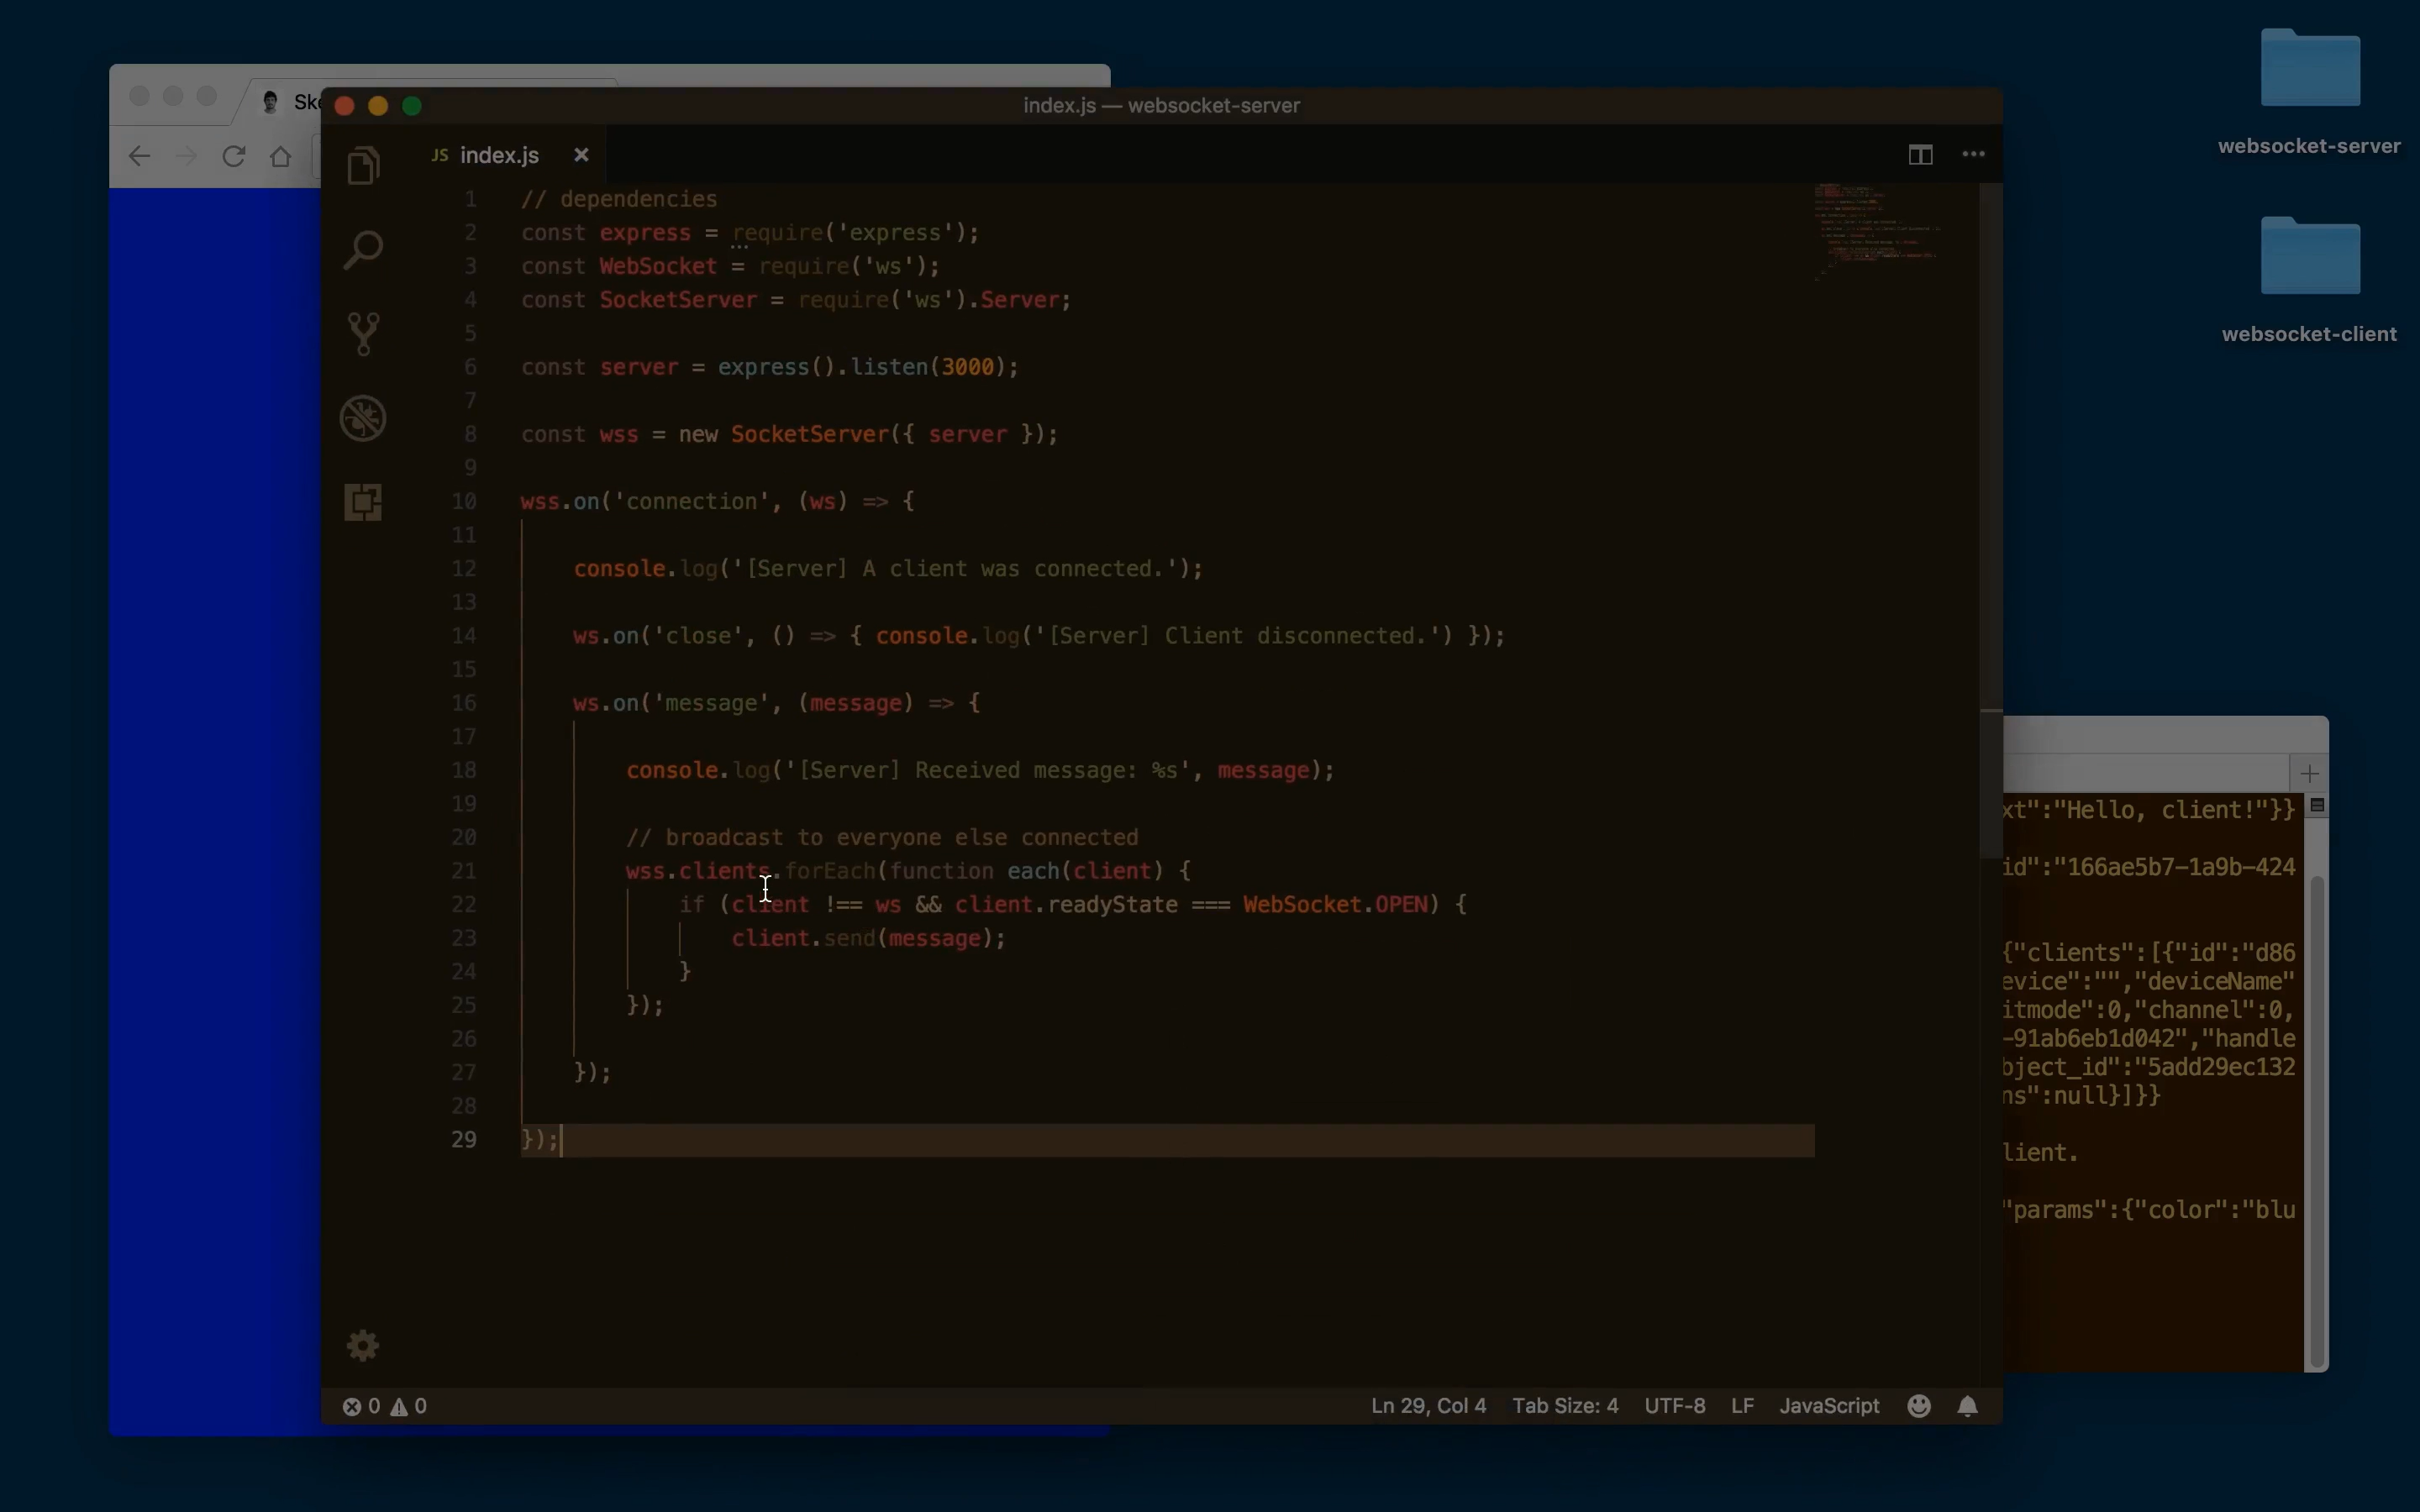 Ske
index.js — websocket-server
JS index.js
1 // dependencies
2 const express = require('express');
3 const WebSocket = require('ws');
4 const SocketServer = require('ws').Server;
5
6 const server = express().listen(3000);
7
8 const wss = new SocketServer({ server });
9
10 wss.on('connection', (ws) => {
11
12 console.log('[Server] A client was connected.');
13
14 ws.on('close', () => { console.log('[Server] Client disconnected.') });
15
16 ws.on('message', (message) => {
17
18 console.log('[Server] Received message: %s', message);
19
20 // broadcast to everyone else connected
21 wss.clients.forEach(function each(client) {
22 if (client !== ws && client.readyState === WebSocket.OPEN) {
23 client.send(message);
24 }
25 });
26
27 });
28
29 });
0 0
Ln 29, Col 4 Tab Size: 4 UTF-8 LF JavaScript
websocket-server
websocket-client
xt":"Hello, client!"}}
id":"166ae5b7-1a9b-424
{"clients":[{"id":"d86
evice":"","deviceName"
itmode":0,"channel":0,
-91ab6eb1d042","handle
bject_id":"5add29ec132
ns":null}]}}
lient.
"params":{"color":"blu